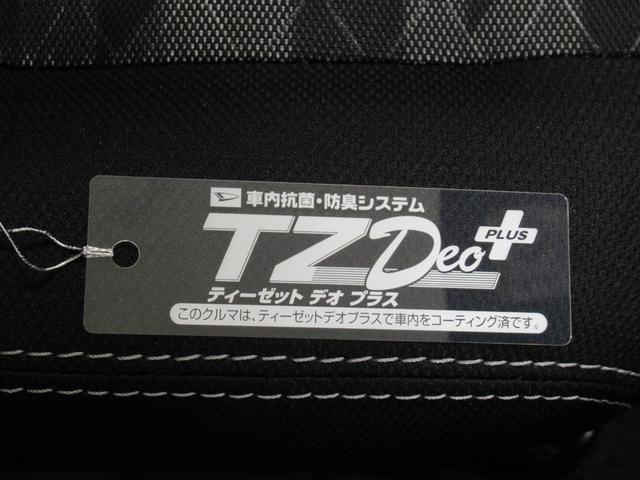 車内抗菌・防臭システム
TZ Deo PLUS
ティーゼット デオ プラス
このクルマは、ティーゼットデオプラスで車内をコーティング済です。